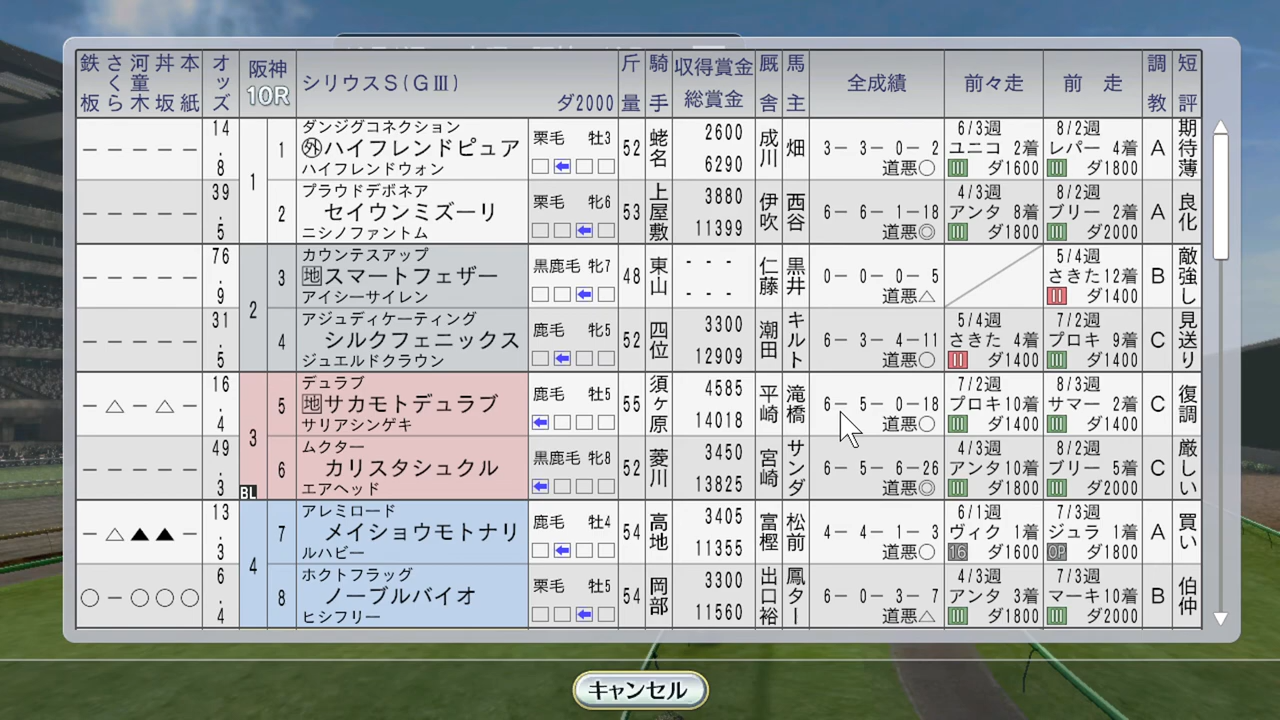 鉄板 さくら 河童木 丼坂 本紙 オッズ 阪神 10R シリウスS(GⅢ) ダ2000 斤量 騎手 収得賞金 総賞金 厩舎 馬主 全成績 前々走 前走 調教 短評
－ － － － － 14.8 1 1 ダンジグコネクション 外ハイフレンドピュア ハイフレンドウォン 栗毛 牡3 52 蛯名 2600 6290 成川 畑 3－ 3－ 0－ 2 道悪○ 6/3週 ユニコ 2着 III ダ1600 8/2週 レパー 4着 III ダ1800 A 期待薄
－ － － － － 39.5 2 プラウドデボネア セイウンミズーリ ニシノファントム 栗毛 牝6 53 上屋敷 3880 11399 伊吹 西谷 6－ 6－ 1－18 道悪◎ 4/3週 アンタ 8着 III ダ1800 8/2週 ブリー 2着 III ダ2000 A 良化
－ － － － － 76.9 2 3 カウンテスアップ 地スマートフェザー アイシーサイレン 黒鹿毛 牝7 48 東山 - - - - - - 仁藤 黒井 0－ 0－ 0－ 5 道悪△ 5/4週 さきた12着 II ダ1400 B 敵強し
－ － － － － 31.5 4 アジュディケーティング シルクフェニックス ジュエルドクラウン 鹿毛 牝5 52 四位 3300 12909 潮田 キルト 6－ 3－ 4－11 道悪○ 5/4週 さきた 4着 II ダ1400 7/2週 プロキ 9着 III ダ1400 C 見送り
－ △ － △ － 16.4 3 5 デュラブ 地サカモトデュラブ サリアシンゲキ 鹿毛 牡5 55 須ヶ原 4585 14018 平崎 滝橋 6－ 5－ 0－18 道悪○ 7/2週 プロキ10着 III ダ1400 8/3週 サマー 2着 III ダ1400 C 復調
－ － － － － 49.3 BL 6 ムクター カリスタシュクル エアヘッド 黒鹿毛 牝8 52 菱川 3450 13825 宮崎 サンダ 6－ 5－ 6－26 道悪◎ 4/3週 アンタ10着 III ダ1800 8/2週 ブリー 5着 III ダ2000 C 厳しい
－ △ ▲ ▲ － 13.3 4 7 アレミロード メイショウモトナリ ルハビー 鹿毛 牡4 54 高地 3405 11355 富樫 松前 4－ 4－ 1－ 3 道悪○ 6/1週 ヴィク 1着 16 ダ1600 7/3週 ジュラ 1着 OP ダ1800 A 買い
○ － ○ ○ ○ 6.4 8 ホクトフラッグ ノーブルバイオ ヒシフリー 栗毛 牡5 54 岡部 3300 11560 出口裕 鳳ター 6－ 0－ 3－ 7 道悪△ 4/3週 アンタ 3着 III ダ1800 7/3週 マーキ10着 III ダ2000 B 伯仲
キャンセル